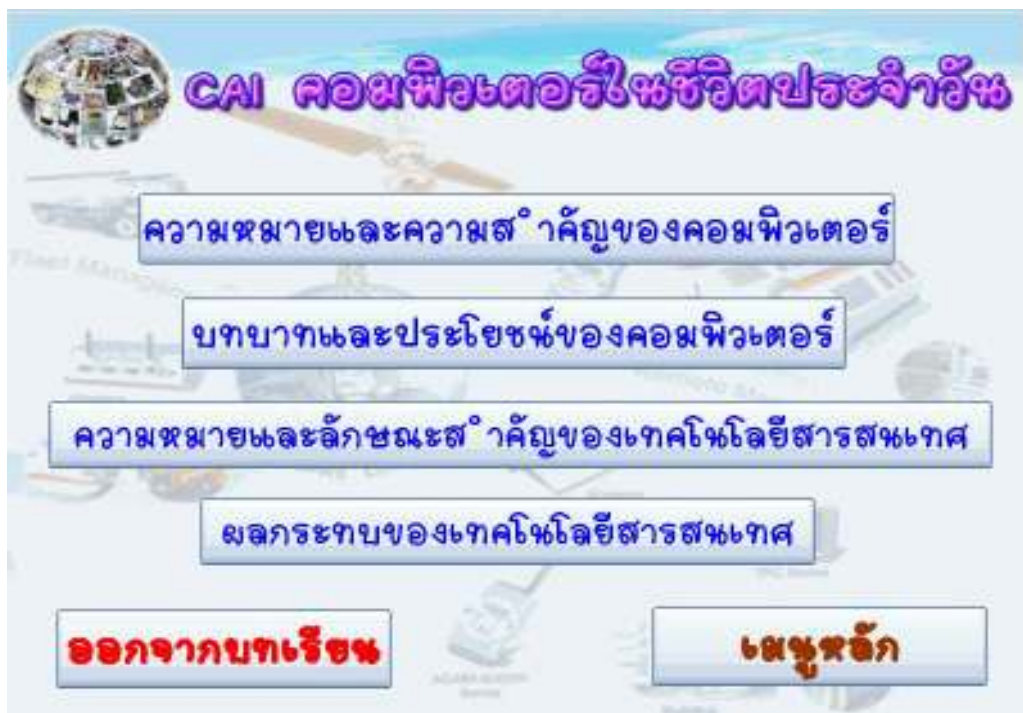 CAI คอมพิวเตอร์ในชีวิตประจำวัน
ความหมายและความสำคัญของคอมพิวเตอร์
บทบาทและประโยชน์ของคอมพิวเตอร์
ความหมายและลักษณะสำคัญของเทคโนโลยีสารสนเทศ
ผลกระทบของเทคโนโลยีสารสนเทศ
ออกจากบทเรียน
เมนูหลัก